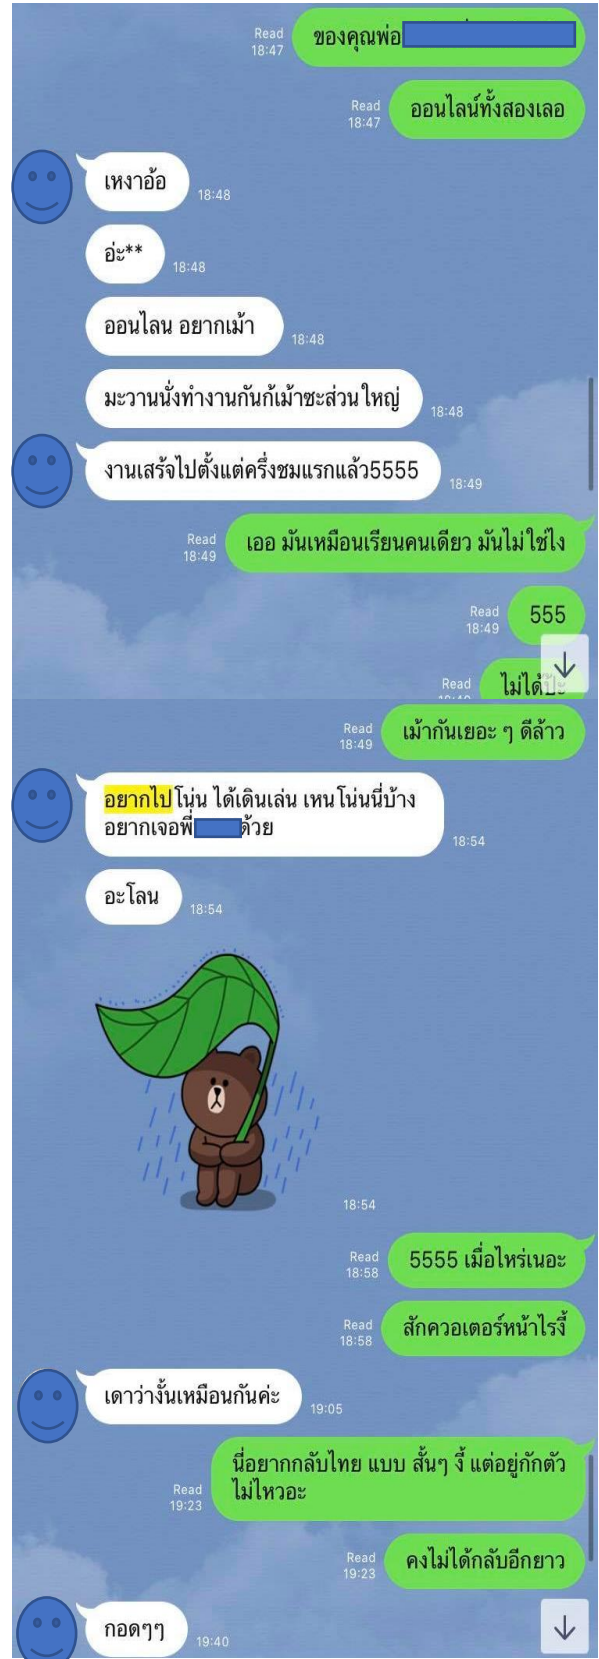 Read
18:47
ของคุณพ่อ
Read
18:47
ออนไลน์ทั้งสองเลอ
เหงาอ้อ
18:48
อ่ะ**
18:48
ออนไลน อยากเม้า
18:48
มะวานนั่งทำงานกันก้เม้าซะส่วนใหญ่
18:48
งานเสร้จไปตั้งแต่ครึ่งชมแรกแล้ว5555
18:49
Read
18:49
เออ มันเหมือนเรียนคนเดียว มันไม่ใช่ไง
Read
18:49
555
Read
ไม่ได้ป้ะ
Read
18:49
เม้ากันเยอะ ๆ ดีล้าว
อยากไปโน่น ได้เดินเล่น เหนโน่นนี่บ้าง
อยากเจอพี่ ด้วย
18:54
อะโลน
18:54
18:54
Read
18:58
5555 เมื่อไหร่เนอะ
Read
18:58
สักควอเตอร์หน้าไรงี้
เดาว่างั้นเหมือนกันค่ะ
19:05
Read
19:23
นี่อยากกลับไทย แบบ สั้นๆ งี้ แต่อยู่กักตัว
ไม่ไหวอะ
Read
19:23
คงไม่ได้กลับอีกยาว
กอดๆๆ
19:40